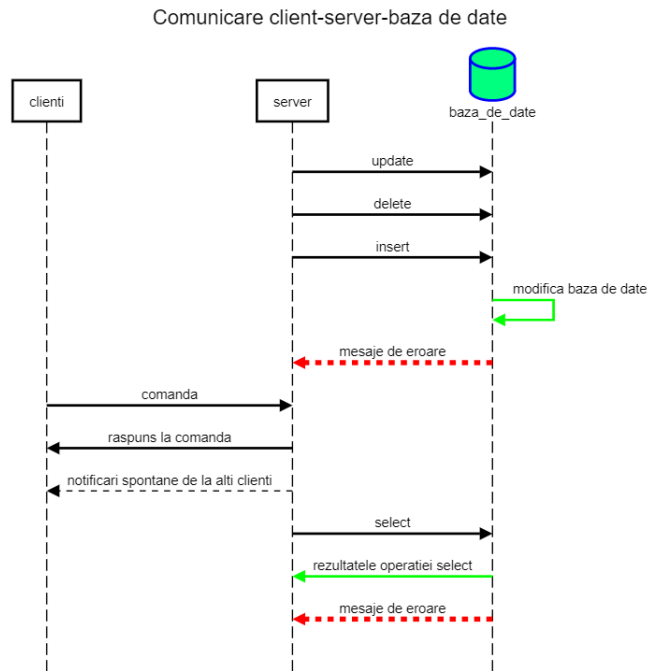 Comunicare client-server-baza de date
clienti
server
baza_de_date
update
delete
insert
modifica baza de date
mesaje de eroare
comanda
raspuns la comanda
notificari spontane de la alti clienti
select
rezultatele operatiei select
mesaje de eroare